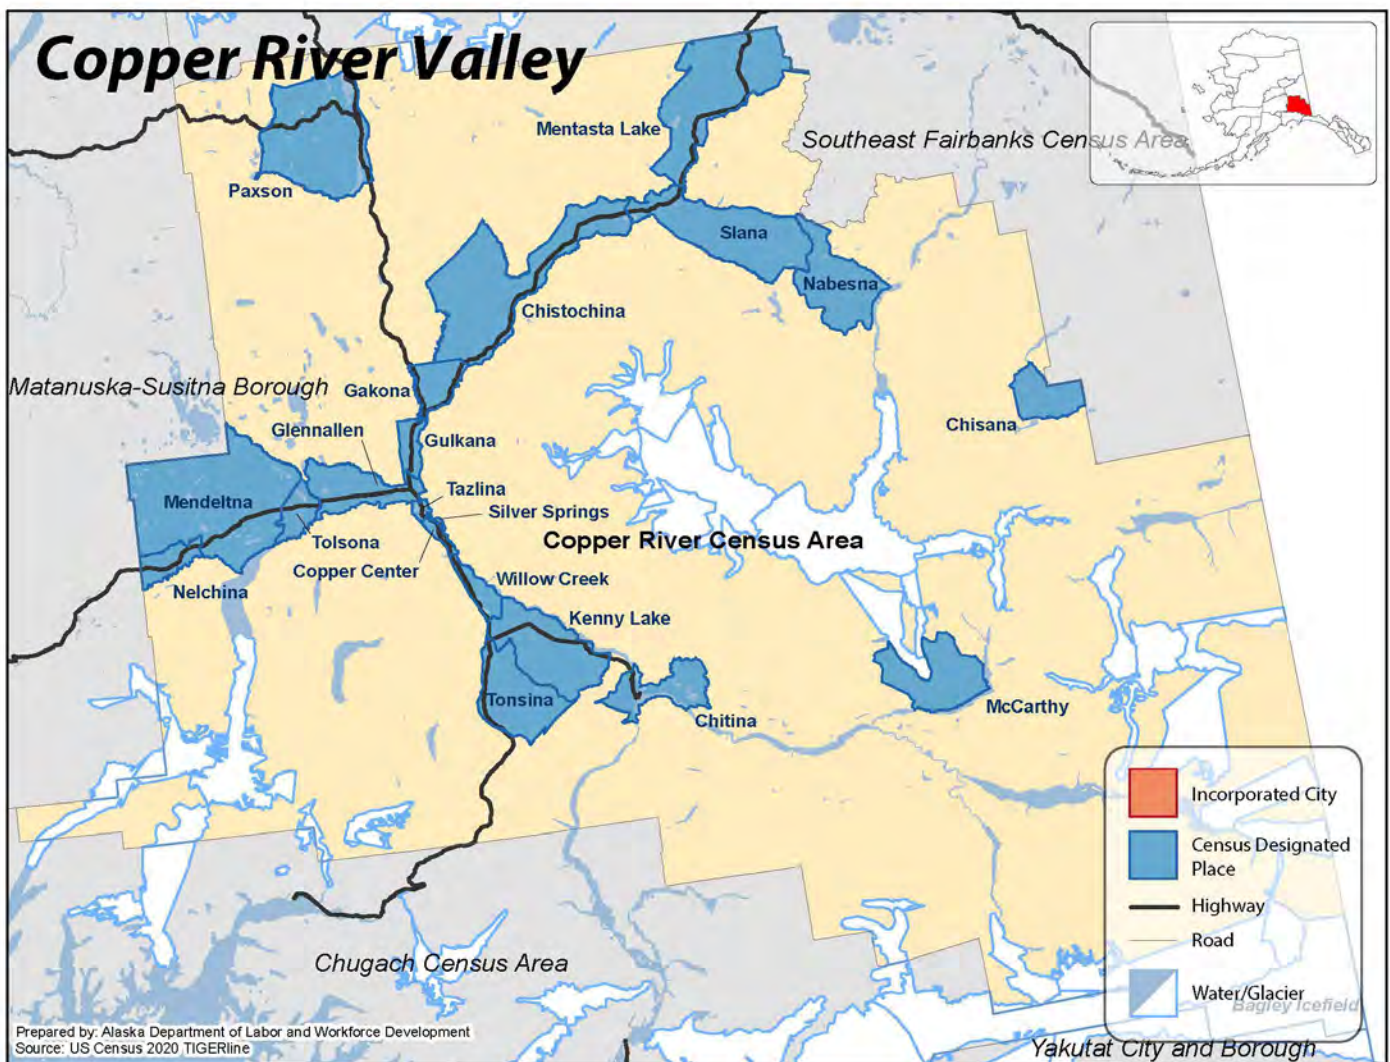 Copper River Valley
Mentasta Lake
Southeast Fairbanks Census Area
Paxson
Slana
Nabesna
Chistochina
Matanuska-Susitna Borough
Gakona
Glennallen
Chisana
Gulkana
Mendeltna
Tazlina
Silver Springs
Tolsona
Copper River Census Area
Copper Center
Willow Creek
Nelchina
Kenny Lake
Tonsina
McCarthy
Chitina
Incorporated City
Census Designated
Place
Highway
Road
Water/Glacier
Bagley Icefield
Chugach Census Area
Prepared by: Alaska Department of Labor and Workforce Development
Source: US Census 2020 TIGERline
Yakutat City and Borough